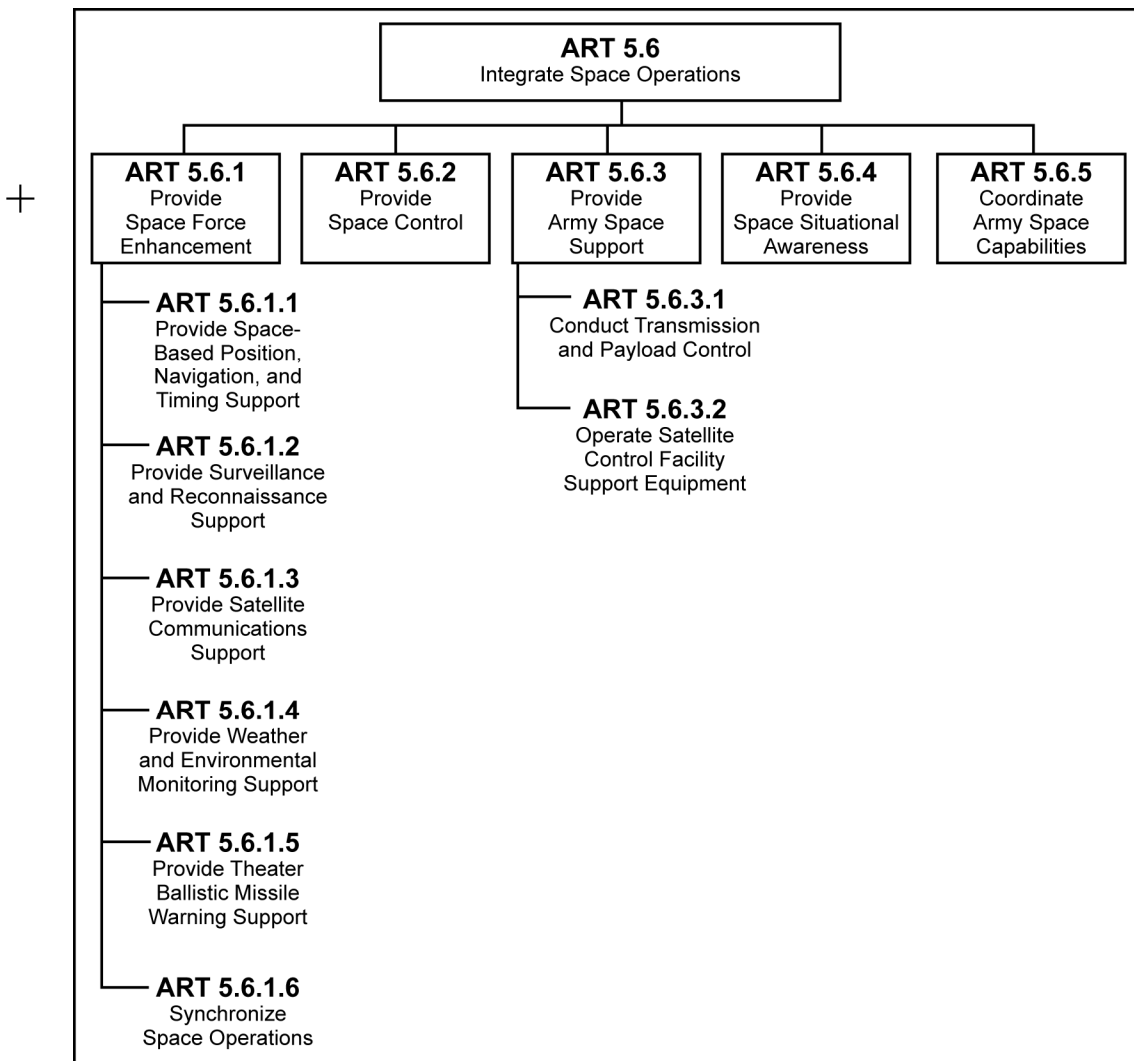 ART 5.6
Integrate Space Operations
ART 5.6.1
Provide
Space Force
Enhancement
ART 5.6.2
Provide
Space Control
ART 5.6.3
Provide
Army Space
Support
ART 5.6.4
Provide
Space Situational
Awareness
ART 5.6.5
Coordinate
Army Space
Capabilities
+
ART 5.6.1.1
Provide Space-
Based Position,
Navigation, and
Timing Support
ART 5.6.1.2
Provide Surveillance
and Reconnaissance
Support
ART 5.6.1.3
Provide Satellite
Communications
Support
ART 5.6.1.4
Provide Weather
and Environmental
Monitoring Support
ART 5.6.1.5
Provide Theater
Ballistic Missile
Warning Support
ART 5.6.1.6
Synchronize
Space Operations
ART 5.6.3.1
Conduct Transmission
and Payload Control
ART 5.6.3.2
Operate Satellite
Control Facility
Support Equipment